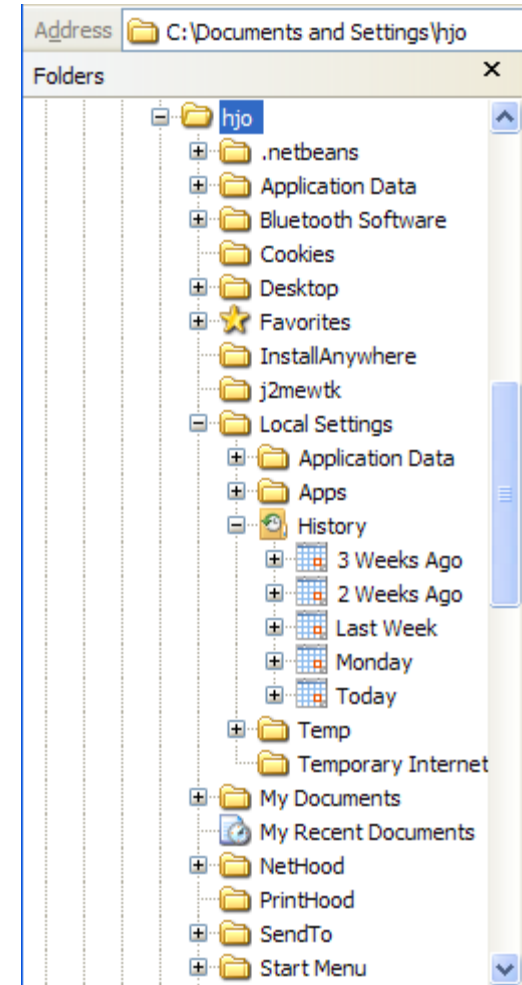 Address C:\Documents and Settings\hjo
Folders
hjo
.netbeans
Application Data
Bluetooth Software
Cookies
Desktop
Favorites
InstallAnywhere
j2mewtk
Local Settings
Application Data
Apps
History
3 Weeks Ago
2 Weeks Ago
Last Week
Monday
Today
Temp
Temporary Internet
My Documents
My Recent Documents
NetHood
PrintHood
SendTo
Start Menu